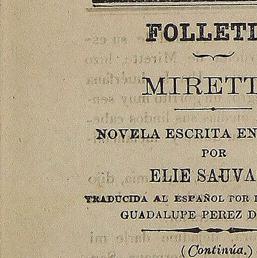 FOLLETI
MIRETT
NOVELA ESCRITA EN
POR
ELIE SAUVA
TRADUCIDA AL ESPAÑOL POR
GUADALUPE PEREZ D
(Continúa.)